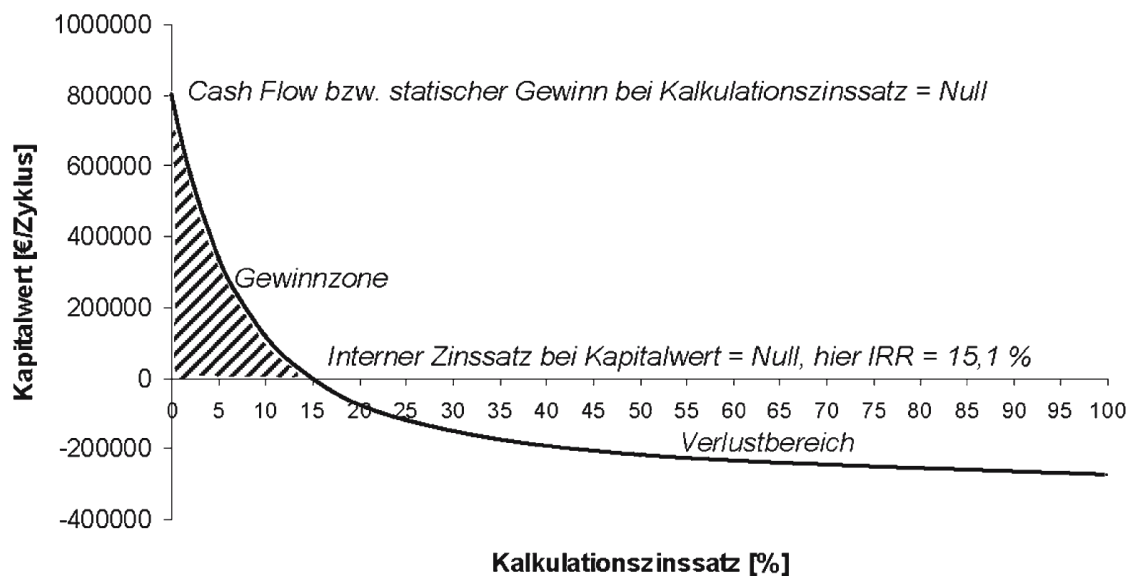 1000000
800000
600000
400000
200000
0
-200000
-400000
Kapitalwert [€/Zyklus]
Cash Flow bzw. statischer Gewinn bei Kalkulationszinssatz = Null
Gewinnzone
Interner Zinssatz bei Kapitalwert = Null, hier IRR = 15,1 %
0 5 10 15 20 25 30 35 40 45 50 55 60 65 70 75 80 85 90 95 100
Verlustbereich
Kalkulationszinssatz [%]